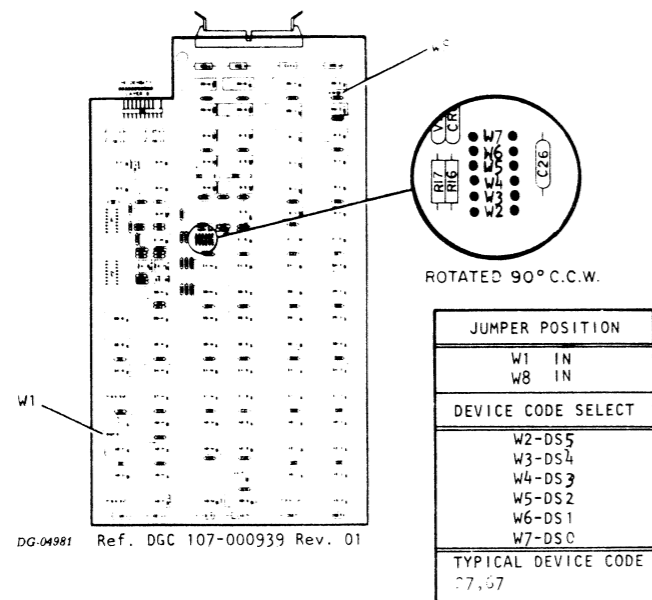 W7
W6
W5
W4
W3
W2
CR
R17
R16
C26
ROTATED 90° C.C.W.
W1
DG-04981 Ref. DGC 107-000939 Rev. 01
JUMPER POSITION
W1 IN
W8 IN
DEVICE CODE SELECT
W2-DS5
W3-DS4
W4-DS3
W5-DS2
W6-DS1
W7-DS0
TYPICAL DEVICE CODE